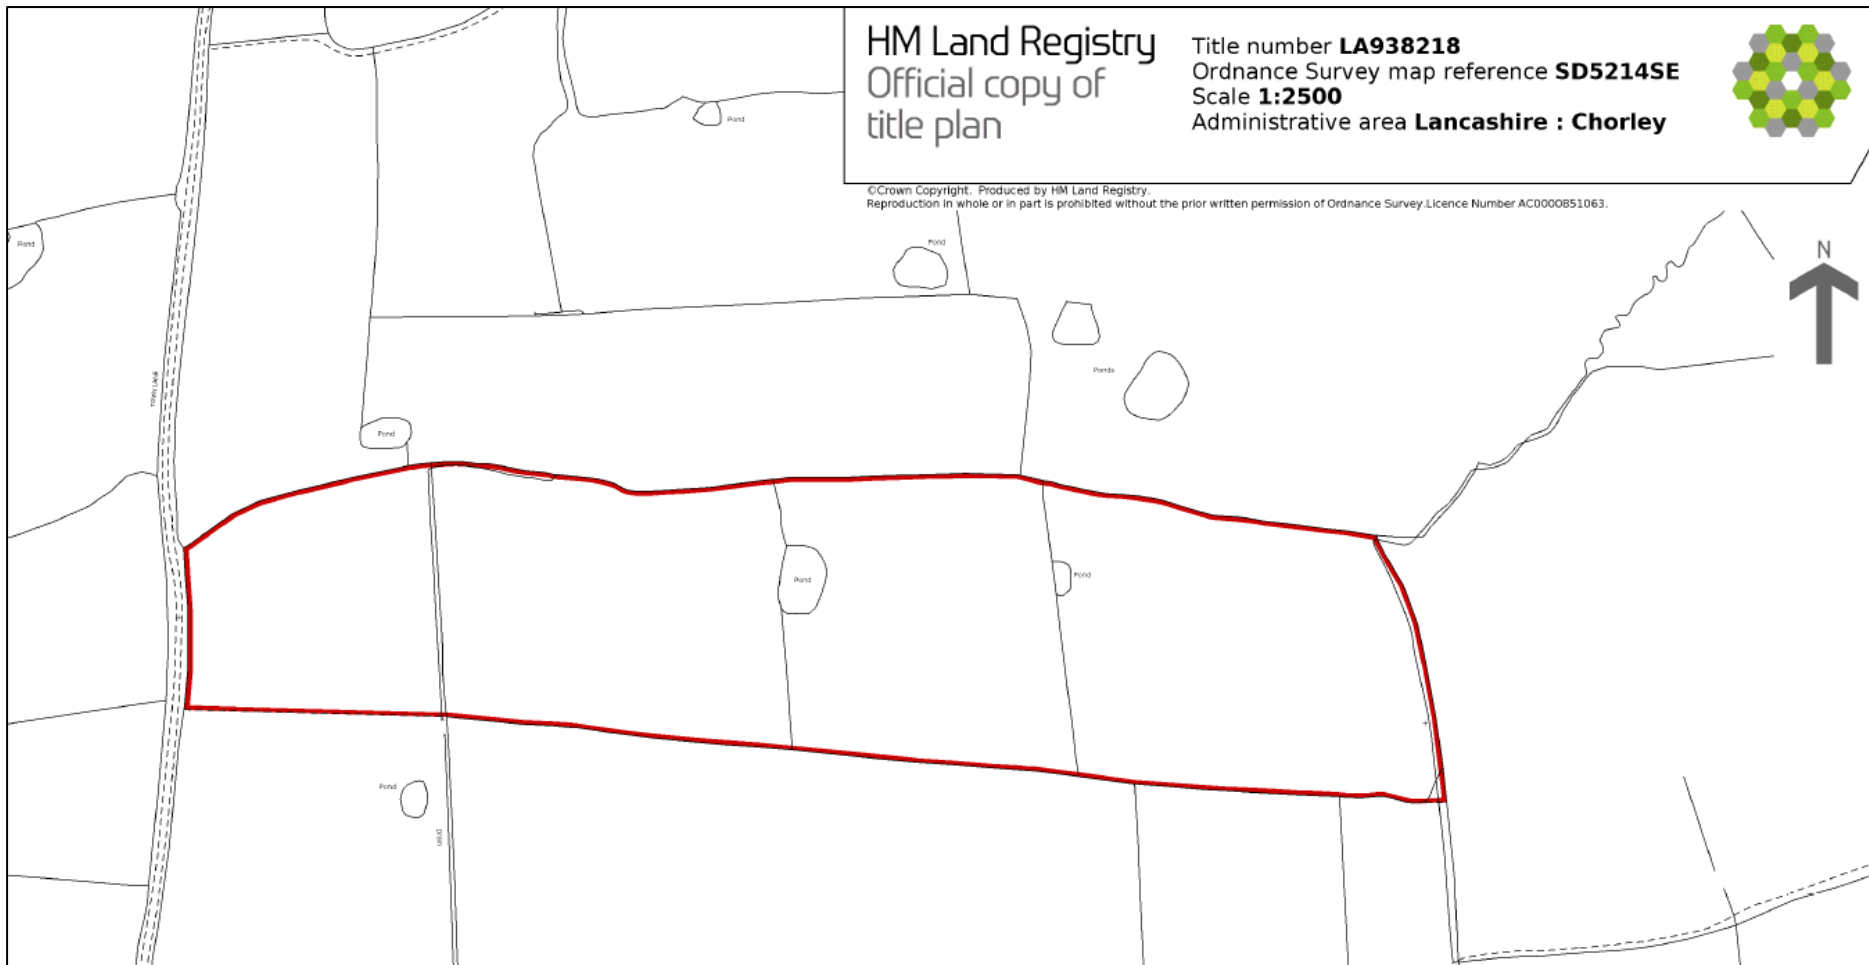 HM Land Registry
Official copy of
title plan
Title number LA938218
Ordnance Survey map reference SD5214SE
Scale 1:2500
Administrative area Lancashire : Chorley
©Crown Copyright. Produced by HM Land Registry.
Reproduction in whole or in part is prohibited without the prior written permission of Ordnance Survey.Licence Number AC0000851063.
Pond
Pond
Pond
N
Ponds
Pond
Pond
Pond
Pond
Drain